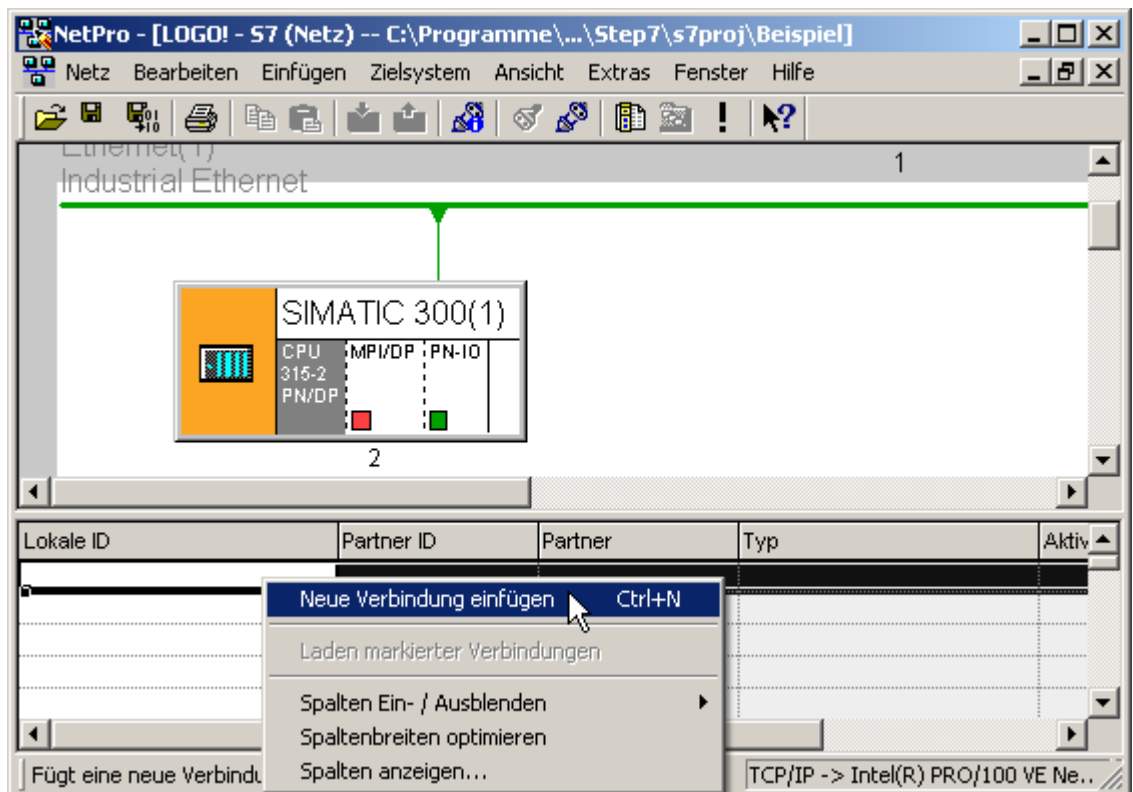 NetPro - [LOGO! - S7 (Netz) -- C:\Programme\...\Step7\s7proj\Beispiel]
Netz Bearbeiten Einfügen Zielsystem Ansicht Extras Fenster Hilfe
Ethernet(1)
1
Industrial Ethernet
SIMATIC 300(1)
CPU 315-2 PN/DP
MPI/DP
PN-IO
2
Lokale ID Partner ID Partner Typ Aktiv
Neue Verbindung einfügen Ctrl+N
Laden markierter Verbindungen
Spalten Ein- / Ausblenden
Spaltenbreiten optimieren
Spalten anzeigen...
Fügt eine neue Verbindu
TCP/IP -> Intel(R) PRO/100 VE Ne..